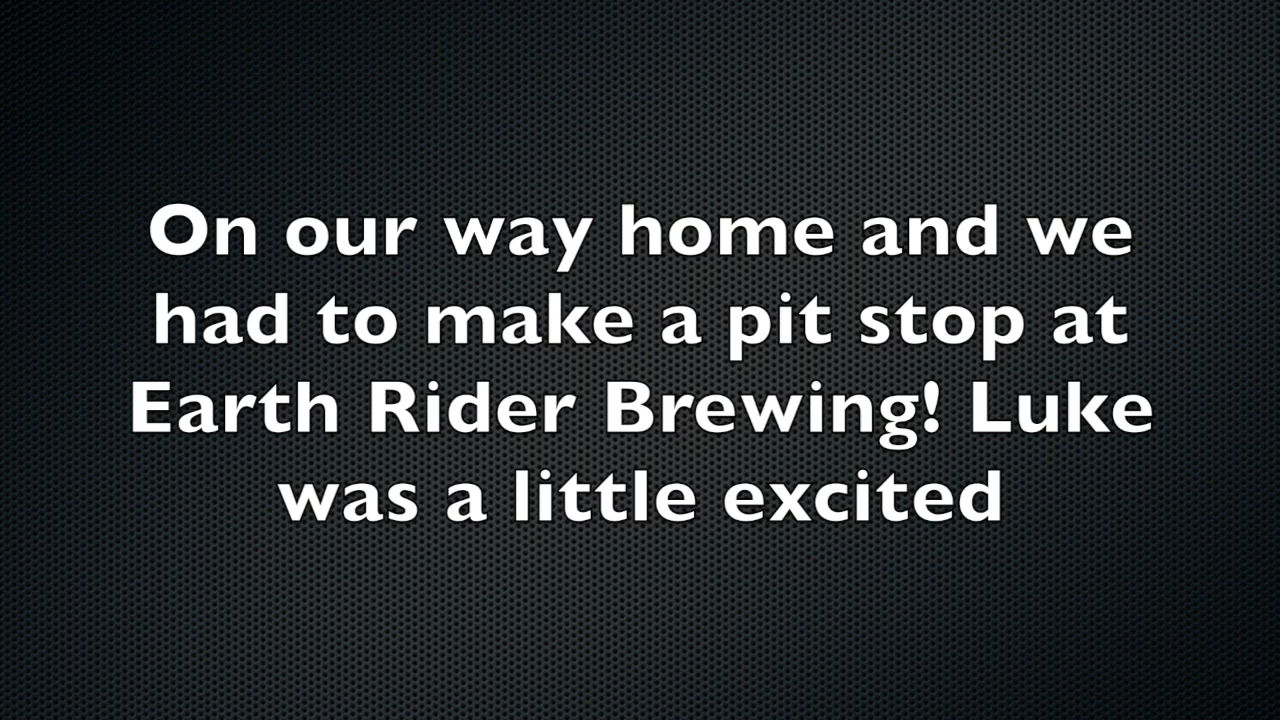 On our way home and we
had to make a pit stop at
Earth Rider Brewing! Luke
was a little excited